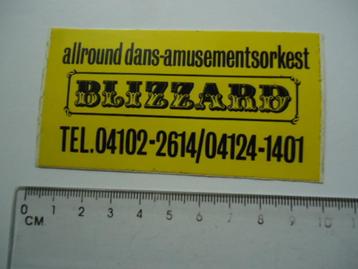 allround dans-amusementsorkest
BLIZZARD
TEL. 04102-2614/04124-1401
0 1 2 3 4 5 6 7 8 9 10 11
CM